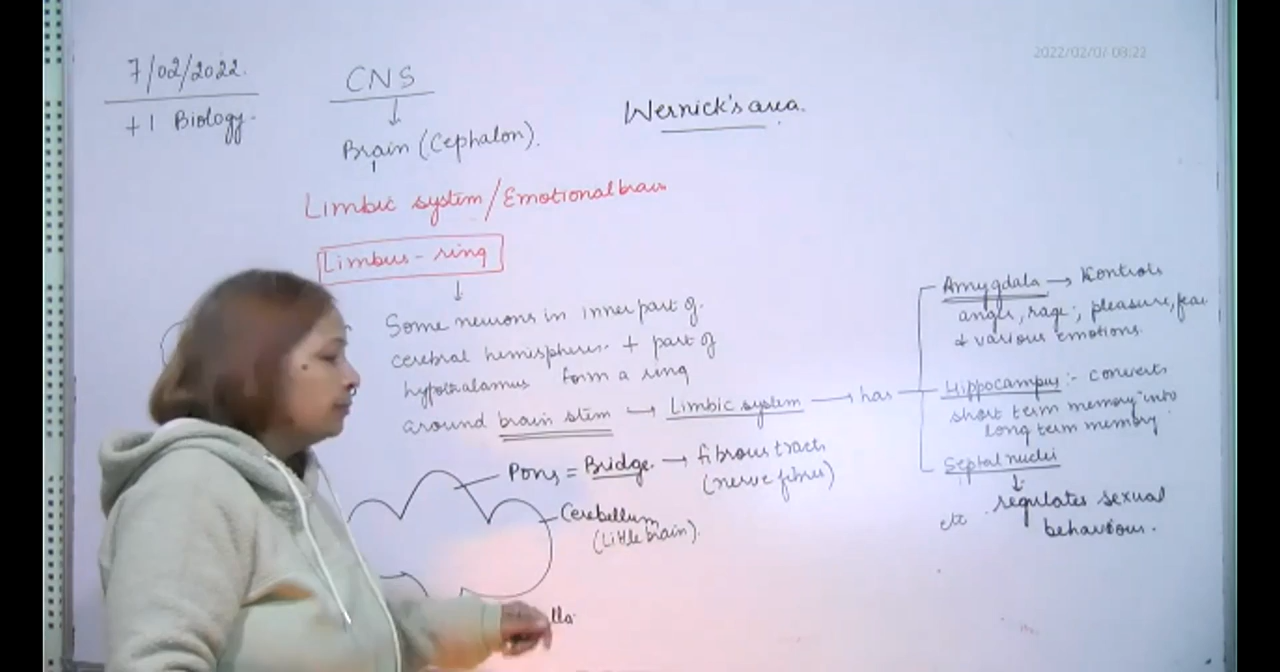 2022/02/07 08:22
7/02/2022.
+1 Biology.
CNS
Brain (Cephalon).
Wernick's area.
Limbic system/Emotional brain
Limbus - ring
Some neurons in inner part of
cerebral hemispheres + part of
hypothalamus form a ring
around brain stem → Limbic system → has
Amygdala → Controls
anger, rage, pleasure, fear
& various emotions.
Hippocampus :- converts
short term memory into
long term memory
Septal nuclei
regulates sexual
behaviour.
etc
Pons = Bridge. → fibrous tracts
(nerve fibres)
Cerebellum
(Little brain).
lla